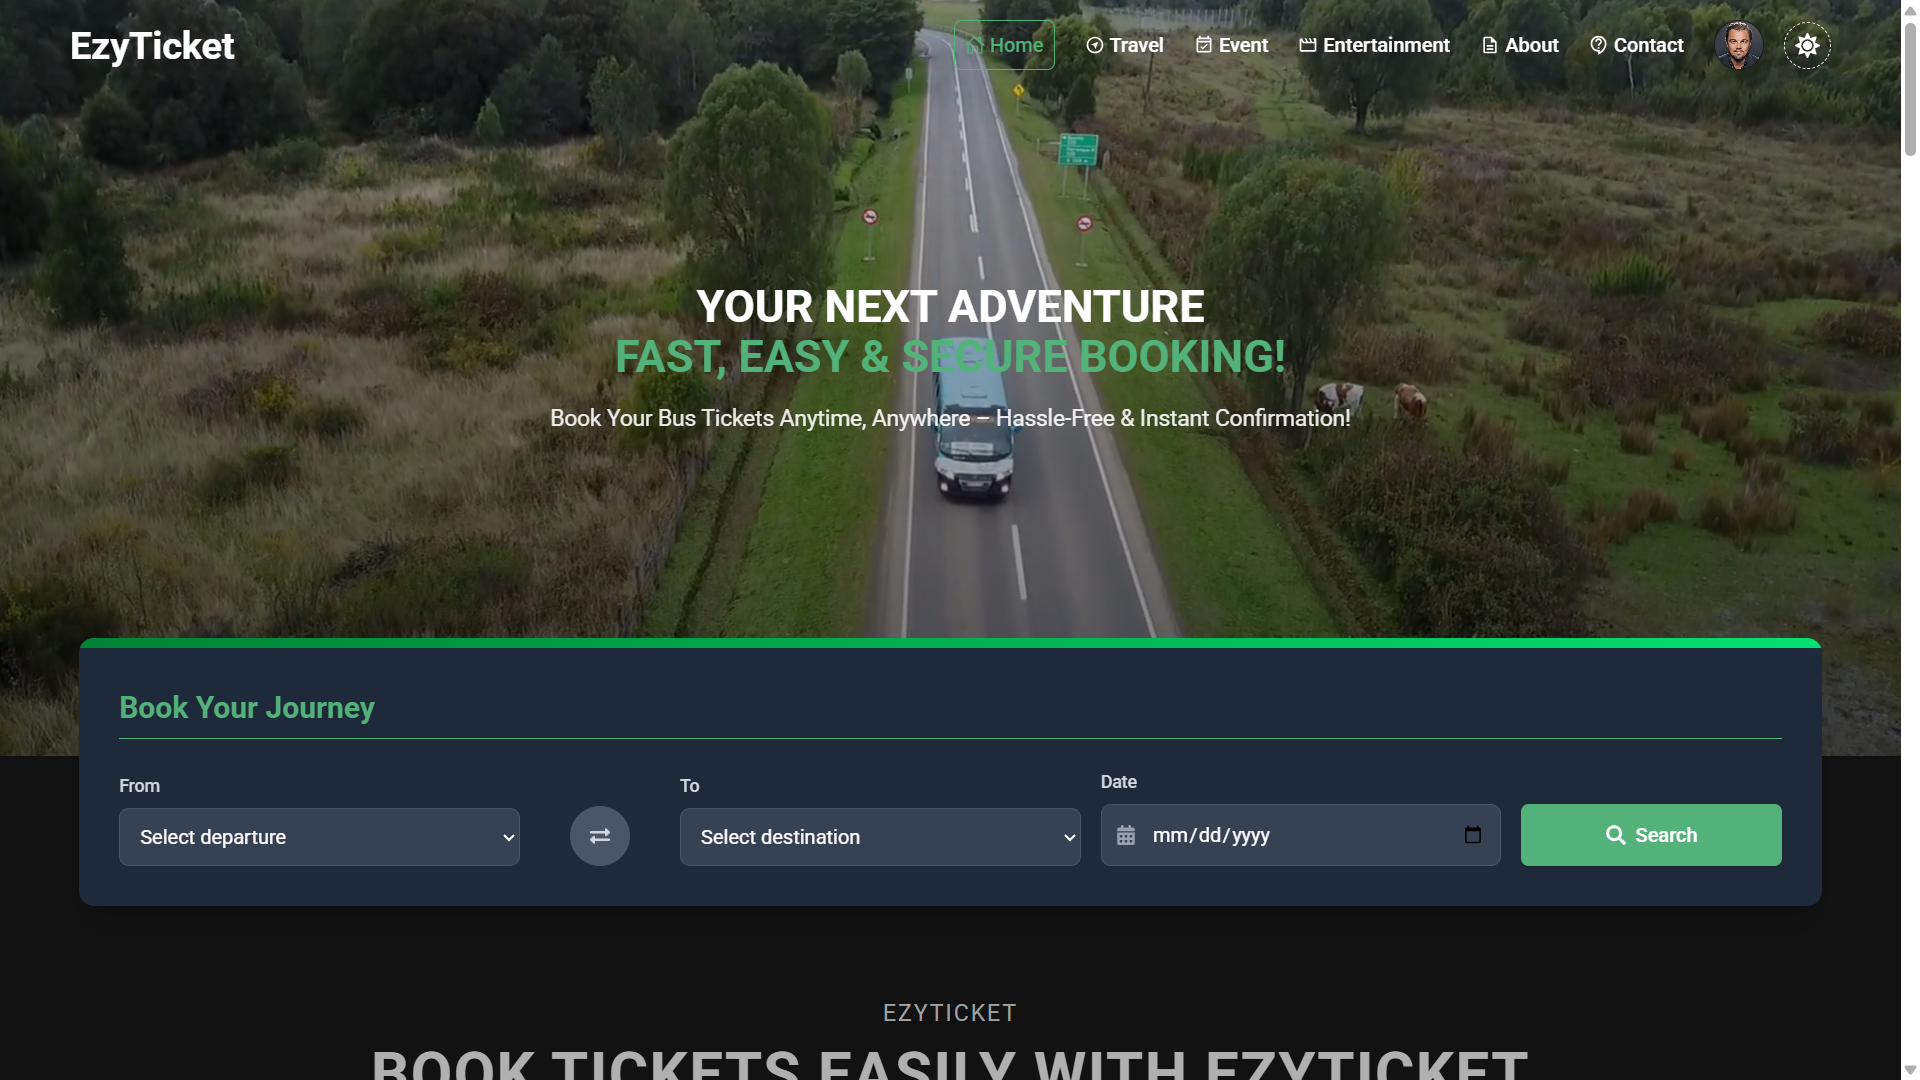 EzyTicket
Home Travel Event Entertainment About Contact
YOUR NEXT ADVENTURE
FAST, EASY & SECURE BOOKING!
Book Your Bus Tickets Anytime, Anywhere – Hassle-Free & Instant Confirmation!
Book Your Journey
From
To
Date
Select departure
Select destination
mm/dd/yyyy
Search
EZYTICKET
BOOK TICKETS EASILY WITH EZYTICKET